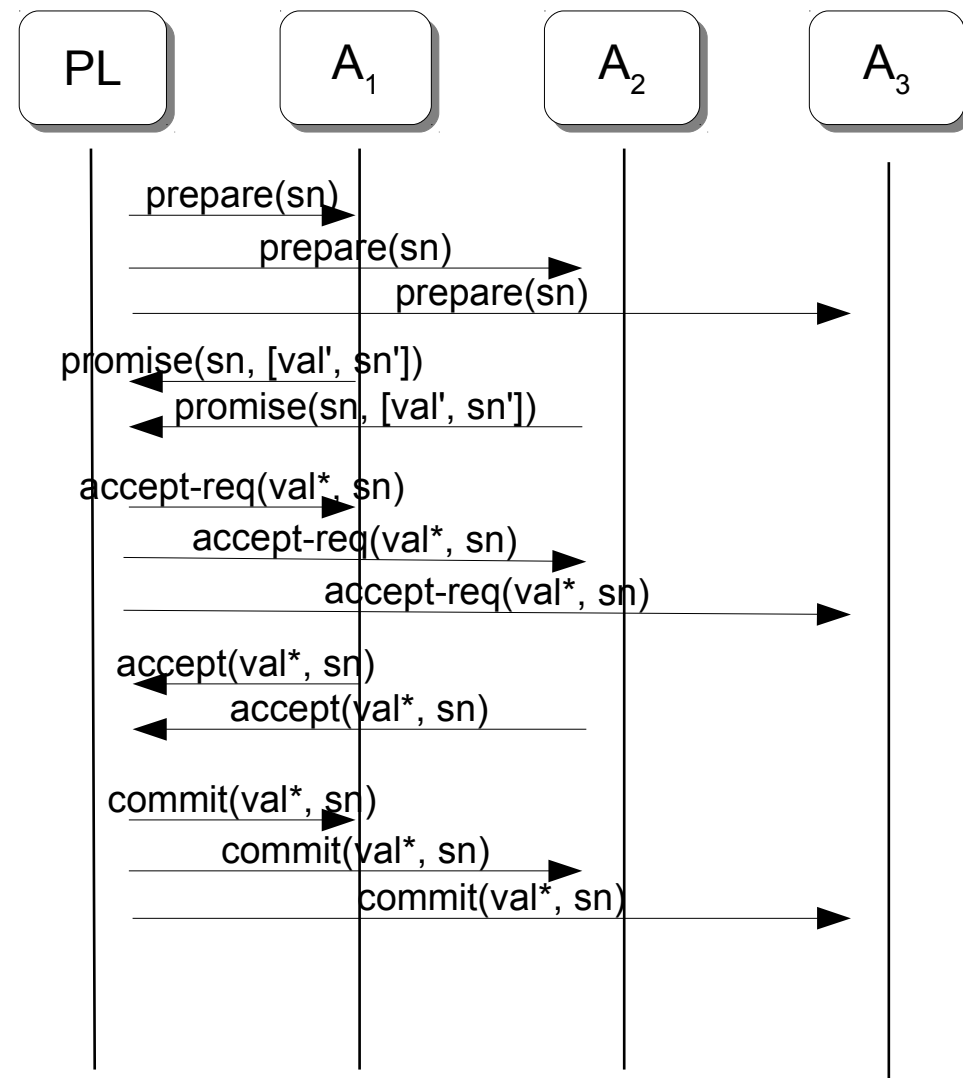 PL
A1
A2
A3
prepare(sn)
prepare(sn)
prepare(sn)
promise(sn, [val', sn'])
promise(sn, [val', sn'])
accept-req(val*, sn)
accept-req(val*, sn)
accept-req(val*, sn)
accept(val*, sn)
accept(val*, sn)
commit(val*, sn)
commit(val*, sn)
commit(val*, sn)